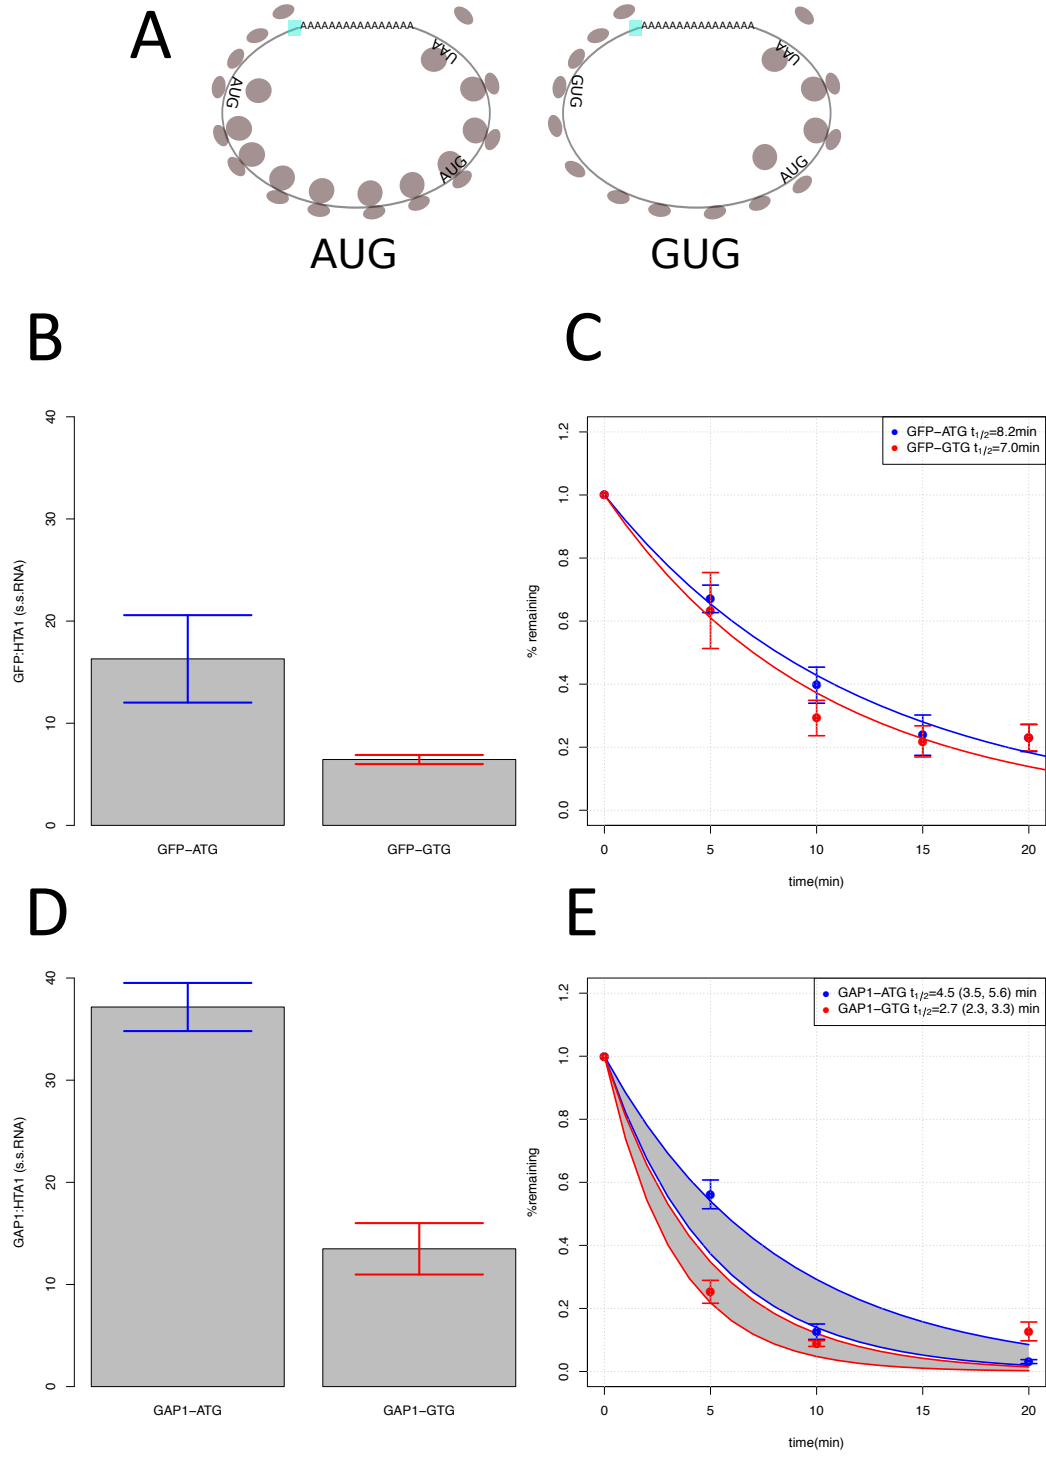 A
AAAAAAAAAAAAAAAA
UAA
AUG
AUG
AUG
AAAAAAAAAAAAAAAA
UAA
GUG
AUG
GUG
B
GFP:HTA1 (s.s.RNA)
0 10 20 30 40
GFP−ATG GFP−GTG
C
% remaining
0.0 0.2 0.4 0.6 0.8 1.0 1.2
GFP−ATG t1/2=8.2min
GFP−GTG t1/2=7.0min
0 5 10 15 20
time(min)
D
GAP1:HTA1 (s.s.RNA)
0 10 20 30 40
GAP1−ATG GAP1−GTG
E
%remaining
0.0 0.2 0.4 0.6 0.8 1.0 1.2
GAP1−ATG t1/2=4.5 (3.5, 5.6) min
GAP1−GTG t1/2=2.7 (2.3, 3.3) min
0 5 10 15 20
time(min)